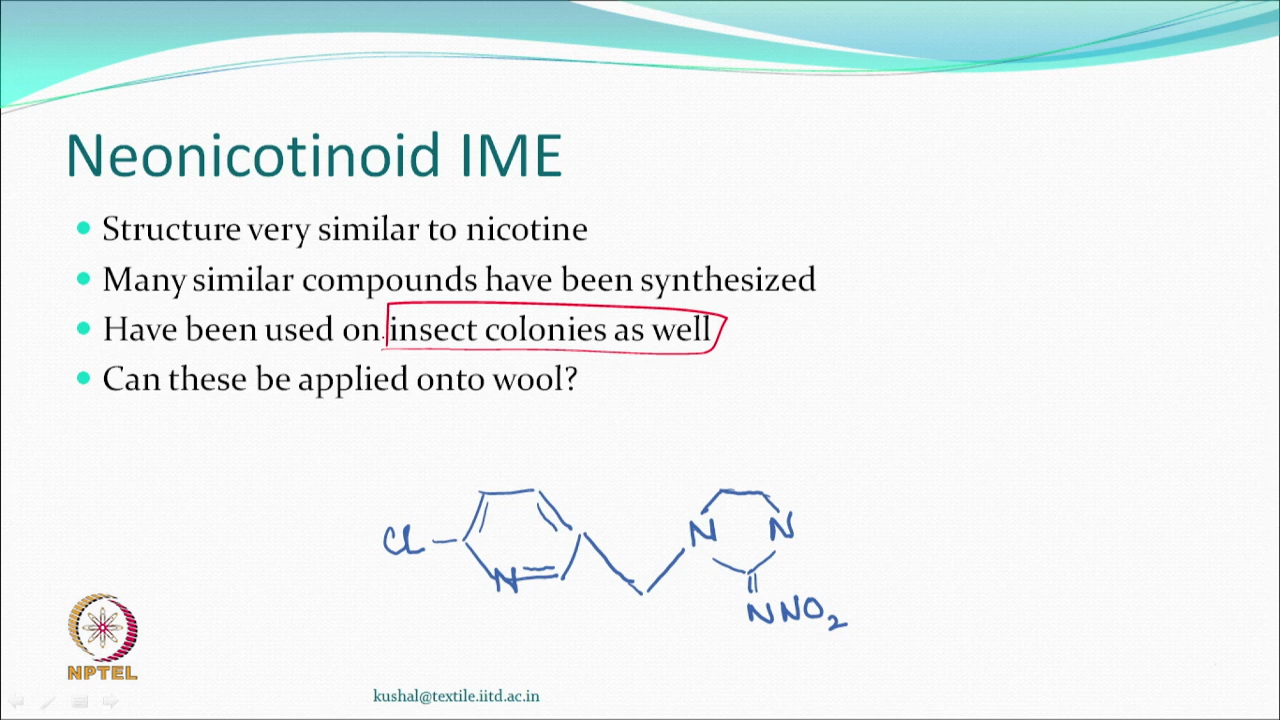 Neonicotinoid IME
Structure very similar to nicotine
Many similar compounds have been synthesized
Have been used on insect colonies as well
Can these be applied onto wool?
Cl
N
N
N
NNO2
NPTEL
kushal@textile.iitd.ac.in